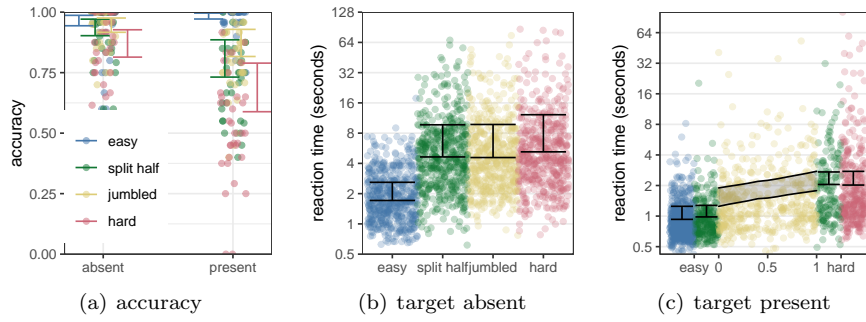 1.00
0.75
0.50
0.25
0.00
accuracy
easy
split half
jumbled
hard
absent present
(a) accuracy
128
64
32
16
8
4
2
1
0.5
reaction time (seconds)
easy split half jumbled hard
(b) target absent
128
64
32
16
8
4
2
1
0.5
reaction time (seconds)
easy 0 0.5 1 hard
(c) target present